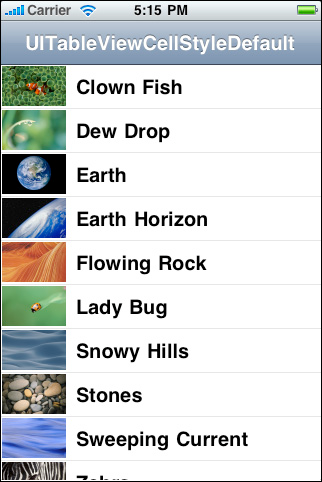 Carrier 5:15 PM
UITableViewCellStyleDefault
Clown Fish
Dew Drop
Earth
Earth Horizon
Flowing Rock
Lady Bug
Snowy Hills
Stones
Sweeping Current
Zebra